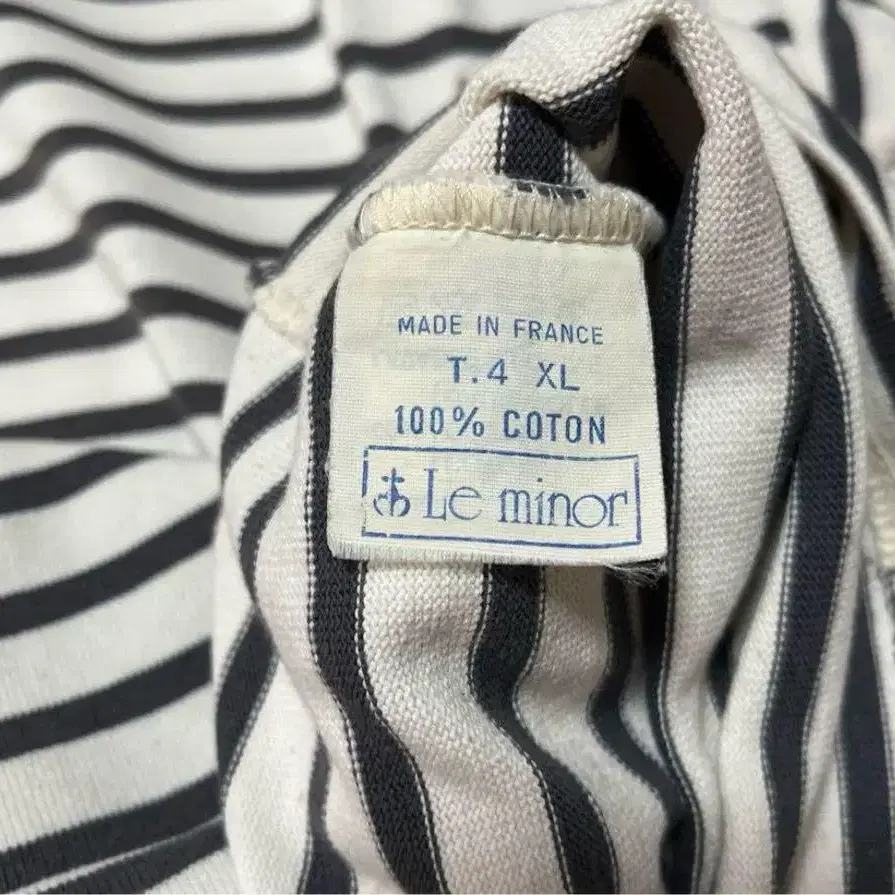 MADE IN FRANCE
T.4 XL
100% COTON
Le minor